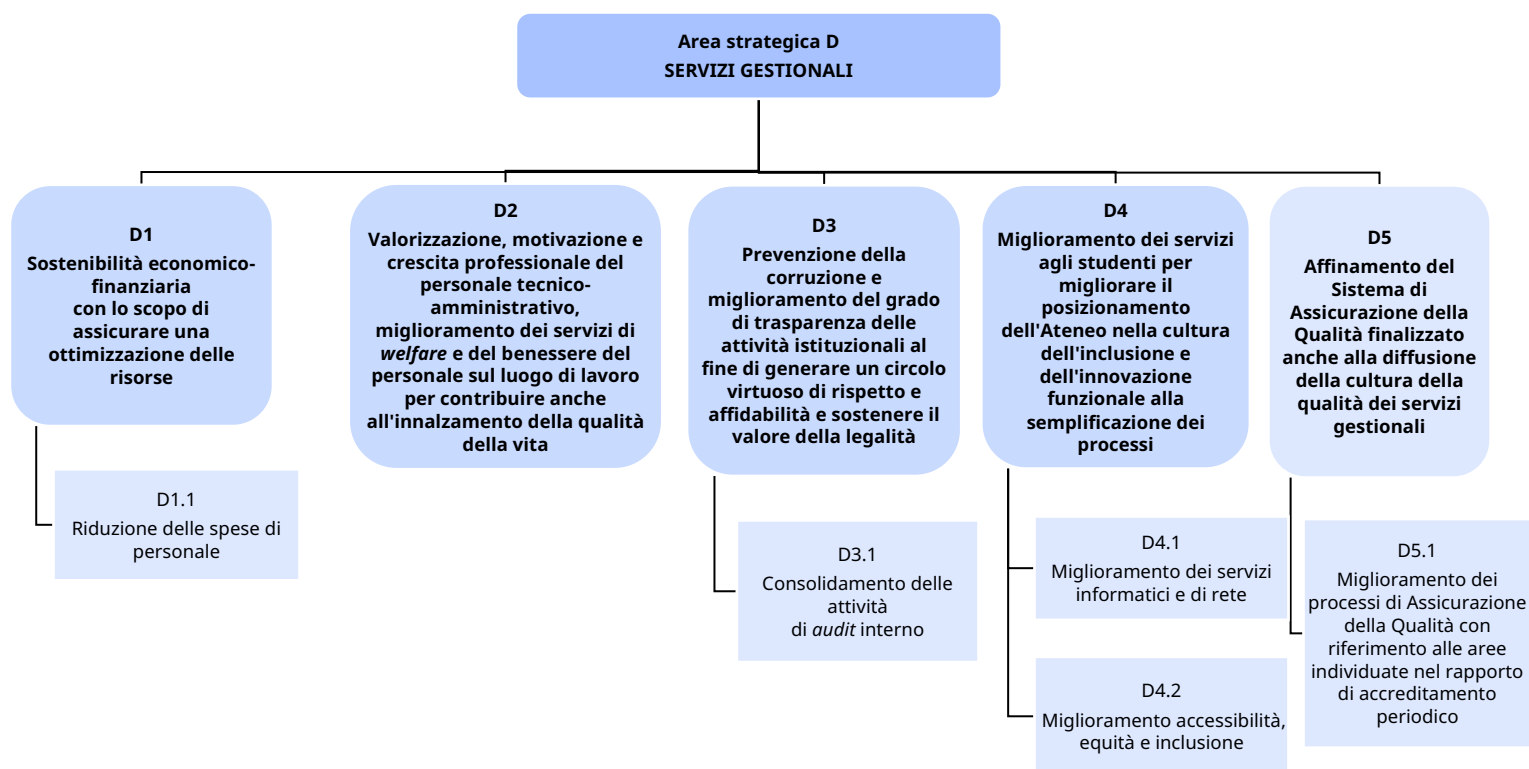 Area strategica D
SERVIZI GESTIONALI
D1
Sostenibilità economico-
finanziaria
con lo scopo di
assicurare una
ottimizzazione delle
risorse
D2
Valorizzazione, motivazione e
crescita professionale del
personale tecnico-
amministrativo,
miglioramento dei servizi di
welfare e del benessere del
personale sul luogo di lavoro
per contribuire anche
all'innalzamento della qualità
della vita
D3
Prevenzione della
corruzione e
miglioramento del grado
di trasparenza delle
attività istituzionali al
fine di generare un circolo
virtuoso di rispetto e
affidabilità e sostenere il
valore della legalità
D4
Miglioramento dei servizi
agli studenti per
migliorare il
posizionamento
dell'Ateneo nella cultura
dell'inclusione e
dell'innovazione
funzionale alla
semplificazione dei
processi
D5
Affinamento del
Sistema di
Assicurazione della
Qualità finalizzato
anche alla diffusione
della cultura della
qualità dei servizi
gestionali
D1.1
Riduzione delle spese di
personale
D3.1
Consolidamento delle
attività
di audit interno
D4.1
Miglioramento dei servizi
informatici e di rete
D4.2
Miglioramento accessibilità,
equità e inclusione
D5.1
Miglioramento dei
processi di Assicurazione
della Qualità con
riferimento alle aree
individuate nel rapporto
di accreditamento
periodico